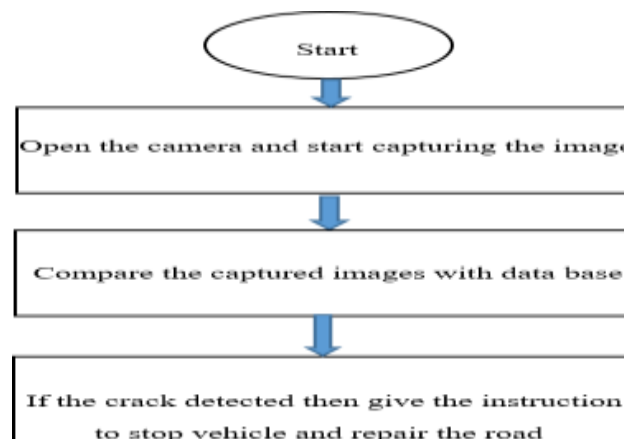 Start
Open the camera and start capturing the image
Compare the captured images with data base
If the crack detected then give the instruction
to stop vehicle and repair the road